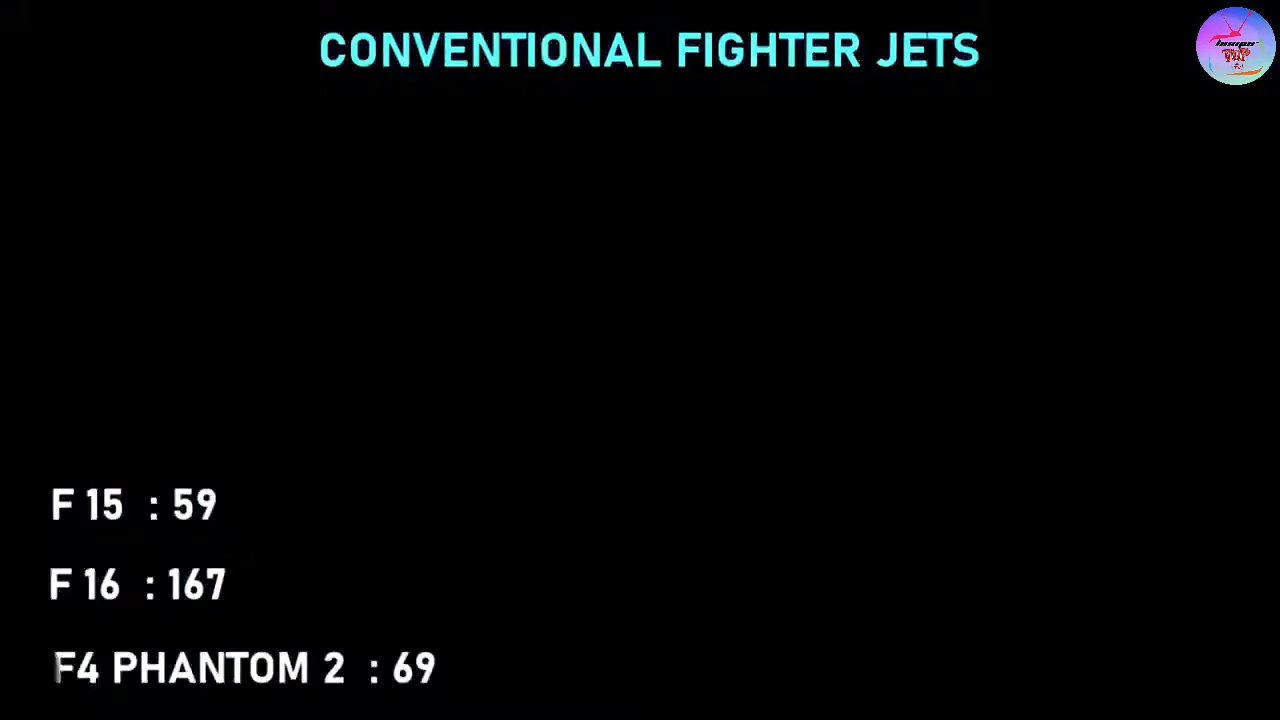 CONVENTIONAL FIGHTER JETS
F 15 : 59
F 16 : 167
F4 PHANTOM 2 : 69